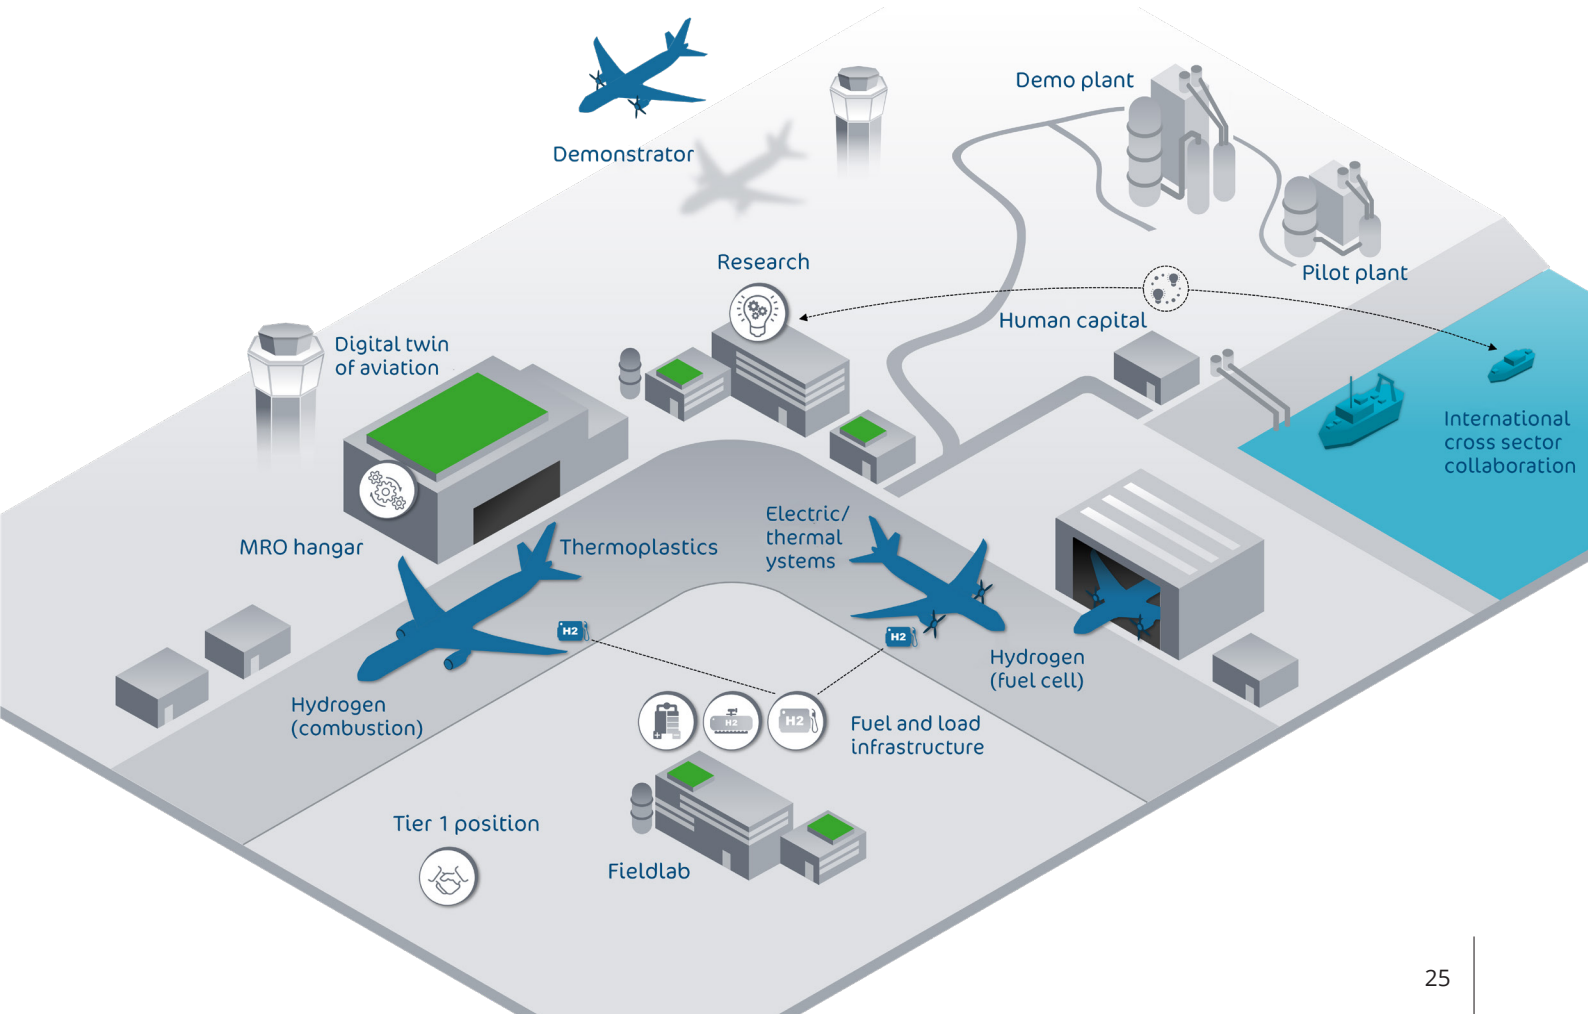 Demo plant
Demonstrator
Research
Pilot plant
Human capital
Digital twin
of aviation
International
cross sector
collaboration
MRO hangar
Thermoplastics
Electric/
thermal
ystems
H2
H2
Hydrogen
(fuel cell)
Hydrogen
(combustion)
H2
H2
Fuel and load
infrastructure
Tier 1 position
Fieldlab
25